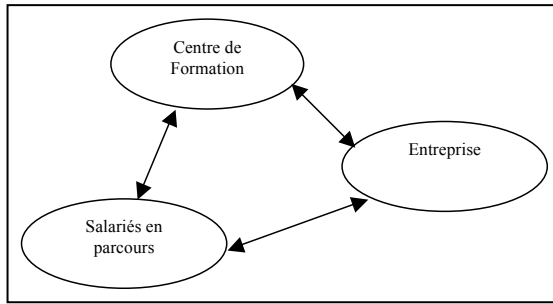 Centre de
Formation
Entreprise
Salariés en
parcours